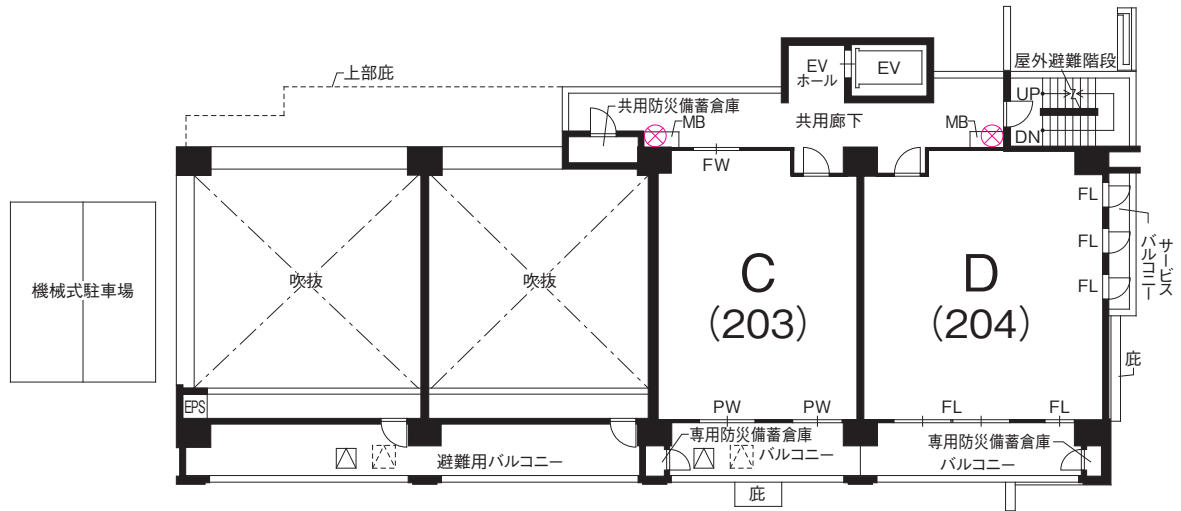 上部庇
屋外避難階段
EV
ホール
EV
UP
共用防災備蓄倉庫
MB
共用廊下
MB
DN
FW
FL
FL
FL
サービス
バルコニー
吹抜
吹抜
機械式駐車場
C
(203)
D
(204)
庇
EPS
PW
PW
FL
FL
専用防災備蓄倉庫
バルコニー
専用防災備蓄倉庫
バルコニー
避難用バルコニー
庇